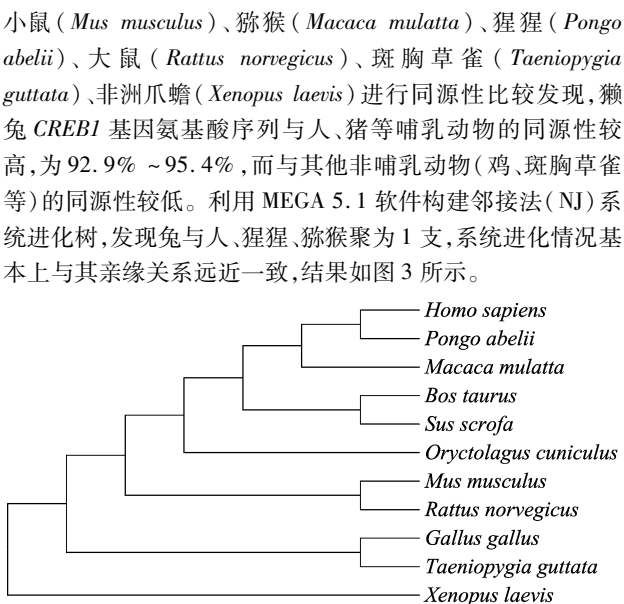 小鼠(Mus musculus)、猕猴(Macaca mulatta)、猩猩(Pongo
abelii)、大鼠(Rattus norvegicus)、斑胸草雀(Taeniopygia
guttata)、非洲爪蟾(Xenopus laevis)进行同源性比较发现,獭
兔 CREB1 基因氨基酸序列与人、猪等哺乳动物的同源性较
高,为 92.9% ~95.4%,而与其他非哺乳动物(鸡、斑胸草雀
等)的同源性较低。利用 MEGA 5.1 软件构建邻接法(NJ)系
统进化树,发现兔与人、猩猩、猕猴聚为 1 支,系统进化情况基
本上与其亲缘关系远近一致,结果如图 3 所示。
Homo sapiens
Pongo abelii
Macaca mulatta
Bos taurus
Sus scrofa
Oryctolagus cuniculus
Mus musculus
Rattus norvegicus
Gallus gallus
Taeniopygia guttata
Xenopus laevis